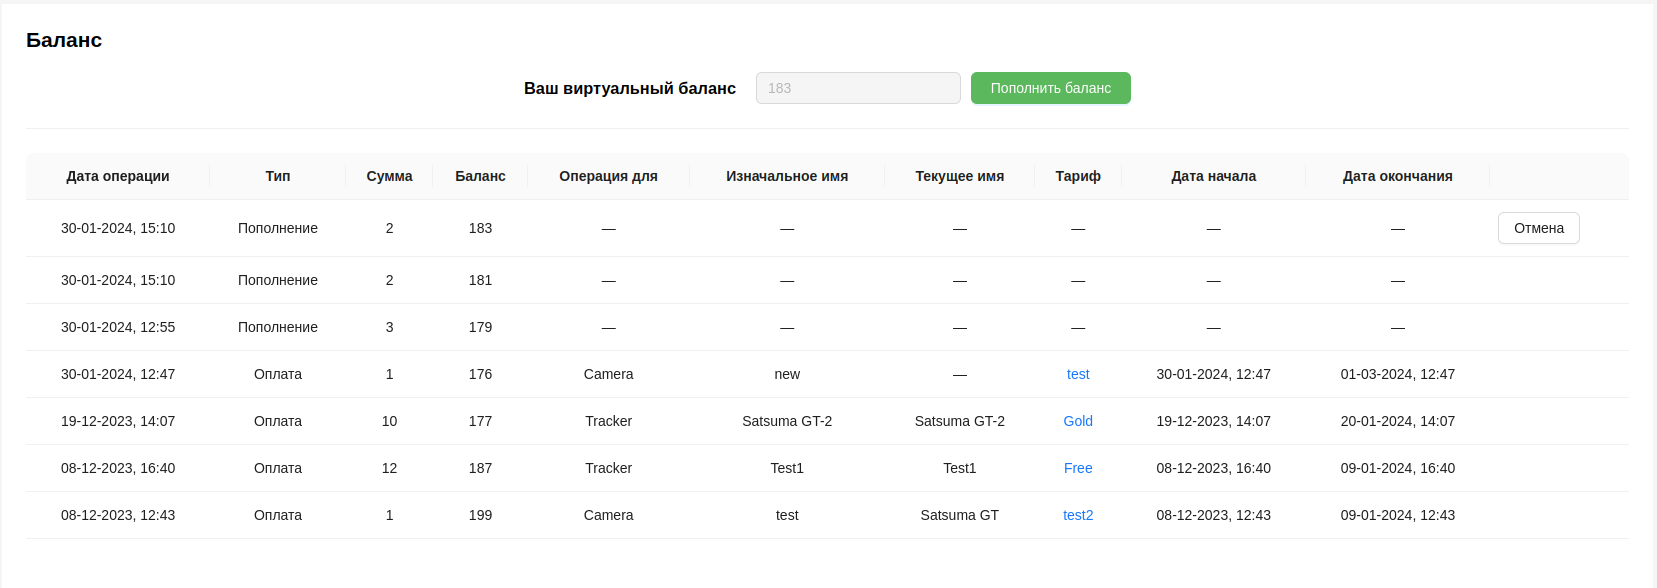 Баланс
Ваш виртуальный баланс 183 Пополнить баланс
Дата операции Тип Сумма Баланс Операция для Изначальное имя Текущее имя Тариф Дата начала Дата окончания
30-01-2024, 15:10 Пополнение 2 183 — — — — — — Отмена
30-01-2024, 15:10 Пополнение 2 181 — — — — — —
30-01-2024, 12:55 Пополнение 3 179 — — — — — —
30-01-2024, 12:47 Оплата 1 176 Camera new — test 30-01-2024, 12:47 01-03-2024, 12:47
19-12-2023, 14:07 Оплата 10 177 Tracker Satsuma GT-2 Satsuma GT-2 Gold 19-12-2023, 14:07 20-01-2024, 14:07
08-12-2023, 16:40 Оплата 12 187 Tracker Test1 Test1 Free 08-12-2023, 16:40 09-01-2024, 16:40
08-12-2023, 12:43 Оплата 1 199 Camera test Satsuma GT test2 08-12-2023, 12:43 09-01-2024, 12:43